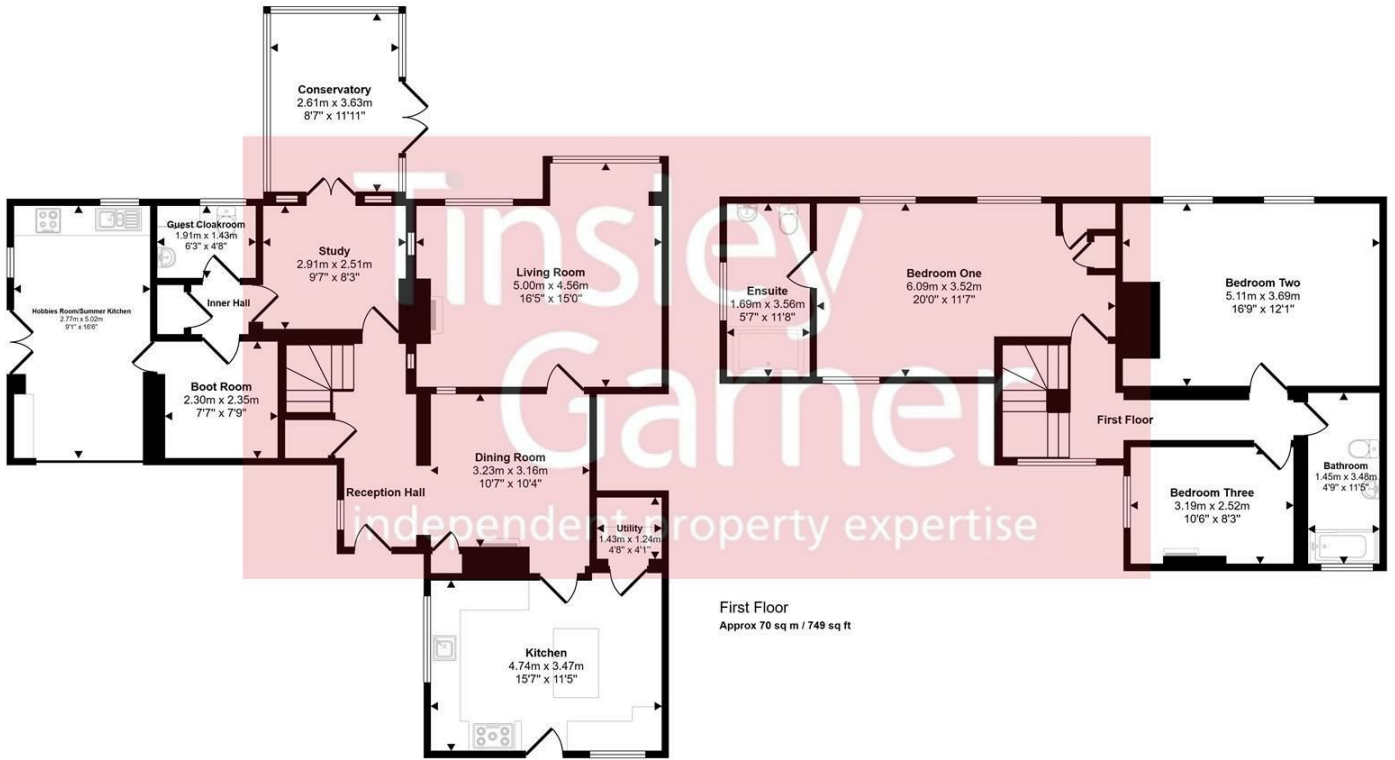 Conservatory
2.61m x 3.63m
8'7" x 11'11"
Tinsley
Garner
independent property expertise
Guest Cloakroom
1.91m x 1.43m
6'3" x 4'8"
Study
2.91m x 2.51m
9'7" x 8'3"
Living Room
5.00m x 4.56m
16'5" x 15'0"
Inner Hall
Hobbies Room/Summer Kitchen
2.77m x 5.02m
9'1" x 16'6"
Boot Room
2.30m x 2.35m
7'7" x 7'9"
Dining Room
3.23m x 3.16m
10'7" x 10'4"
Reception Hall
Utility
1.43m x 1.24m
4'8" x 4'1"
Kitchen
4.74m x 3.47m
15'7" x 11'5"
Ensuite
1.69m x 3.56m
5'7" x 11'8"
Bedroom One
6.09m x 3.52m
20'0" x 11'7"
Bedroom Two
5.11m x 3.69m
16'9" x 12'1"
First Floor
Bathroom
1.45m x 3.48m
4'9" x 11'5"
Bedroom Three
3.19m x 2.52m
10'6" x 8'3"
First Floor
Approx 70 sq m / 749 sq ft